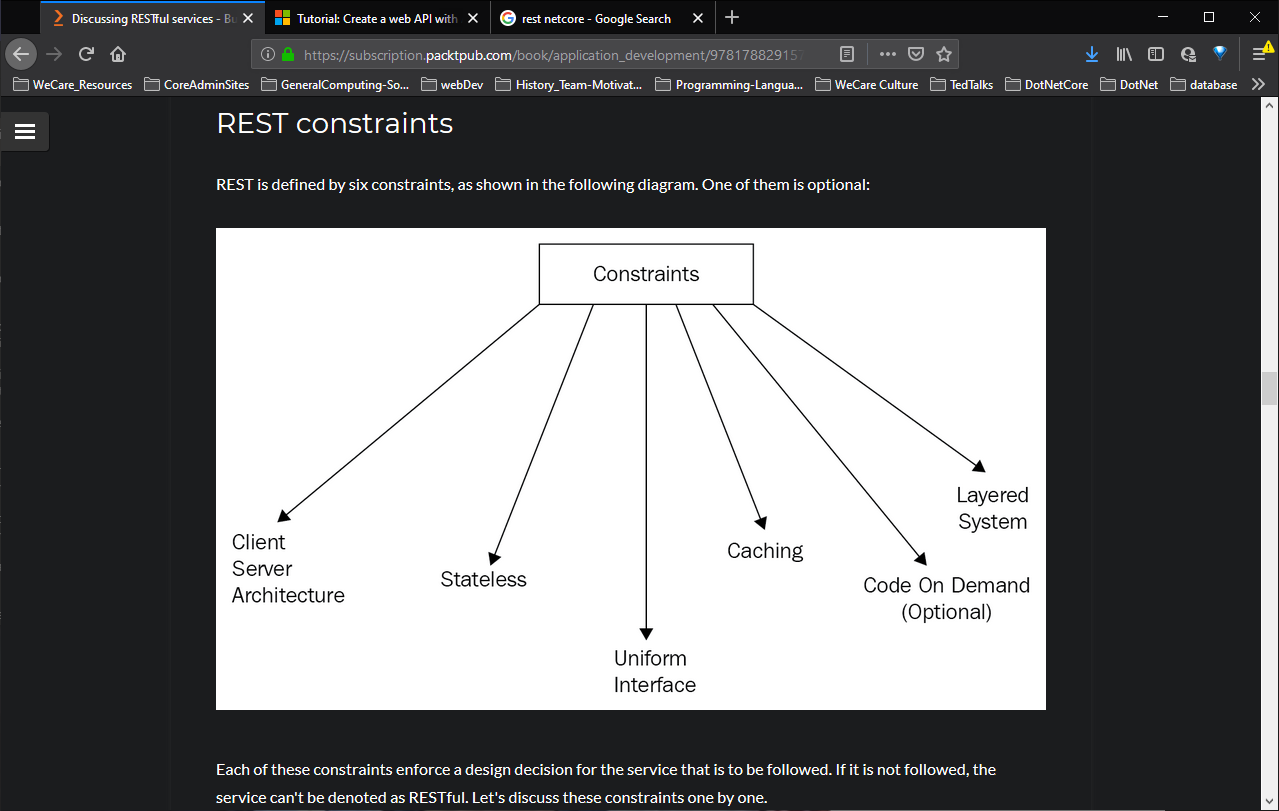 Discussing RESTful services - Bu
Tutorial: Create a web API with
rest netcore - Google Search
https://subscription.packtpub.com/book/application_development/978178829157
WeCare_Resources
CoreAdminSites
GeneralComputing-So...
webDev
History_Team-Motivat...
Programming-Langua...
WeCare Culture
TedTalks
DotNetCore
DotNet
database
REST constraints
REST is defined by six constraints, as shown in the following diagram. One of them is optional:
Constraints
Client
Server
Architecture
Stateless
Uniform
Interface
Caching
Code On Demand
(Optional)
Layered
System
Each of these constraints enforce a design decision for the service that is to be followed. If it is not followed, the
service can't be denoted as RESTful. Let's discuss these constraints one by one.